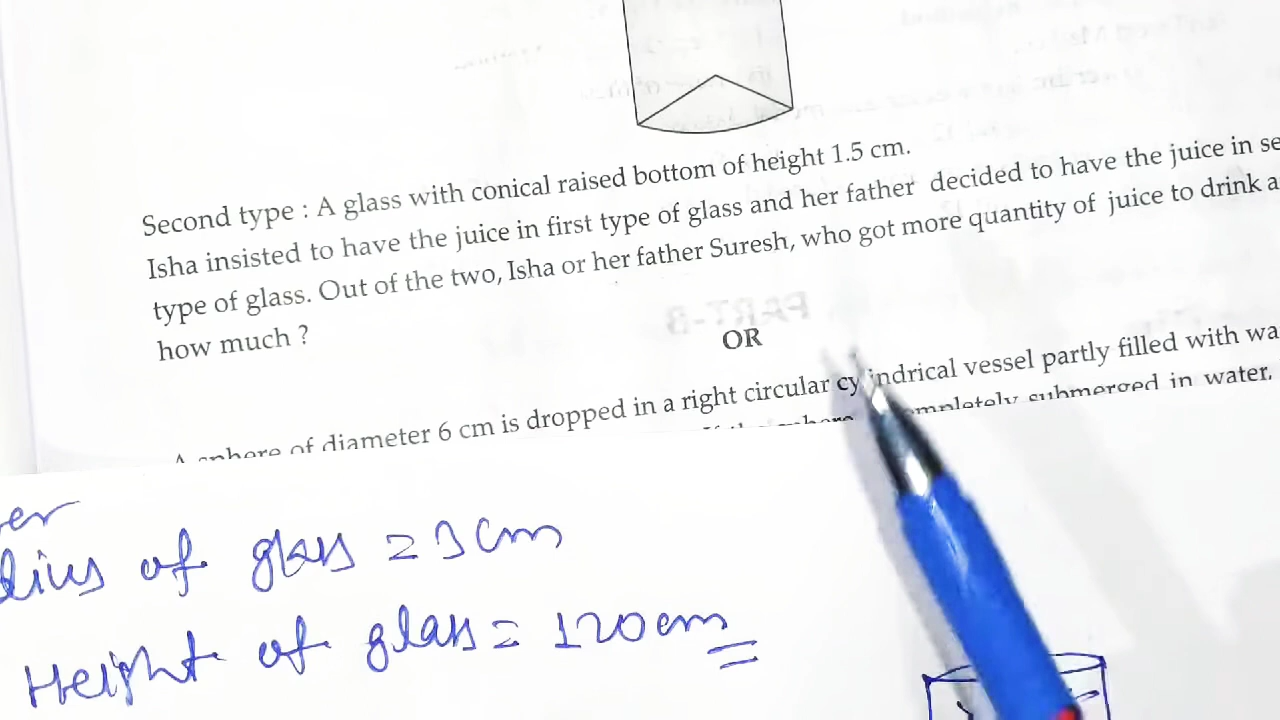 Second type : A glass with conical raised bottom of height 1.5 cm.
Isha insisted to have the juice in first type of glass and her father decided to have the juice in se
type of glass. Out of the two, Isha or her father Suresh, who got more quantity of juice to drink a
how much ?
PART-B
OR
A sphere of diameter 6 cm is dropped in a right circular cylindrical vessel partly filled with wa
completely submerged in water,
er
dius of glass = 3 cm
Height of glass = 120 cm